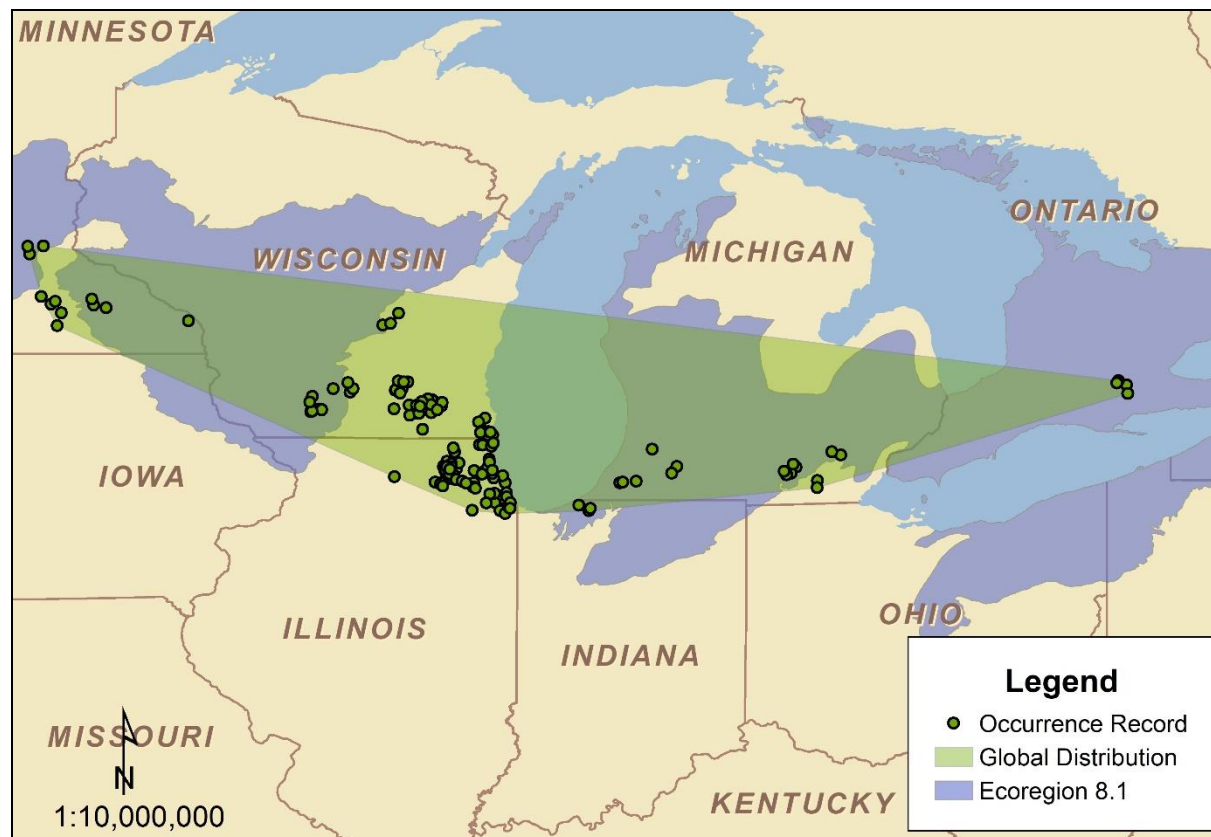 MINNESOTA
ONTARIO
WISCONSIN
MICHIGAN
IOWA
ILLINOIS
OHIO
INDIANA
MISSOURI
KENTUCKY
N
1:10,000,000
Legend
Occurrence Record
Global Distribution
Ecoregion 8.1